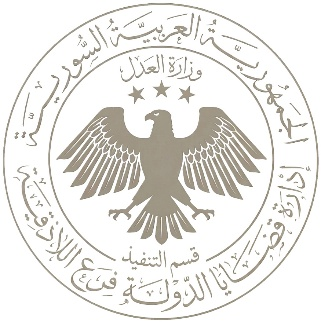 الجمهورية العربية السورية
وزارة العدل
قسم التنفيذ
إدارة قضايا الدولة فرع اللاذقية